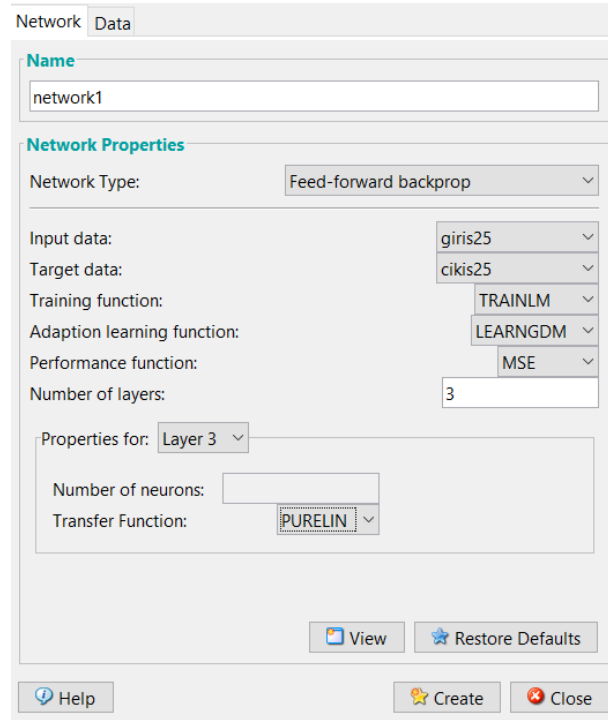 Network Data
Name
network1
Network Properties
Network Type: Feed-forward backprop
Input data: giris25
Target data: cikis25
Training function: TRAINLM
Adaption learning function: LEARNGDM
Performance function: MSE
Number of layers: 3
Properties for: Layer 3
Number of neurons:
Transfer Function: PURELIN
View Restore Defaults
Help Create Close